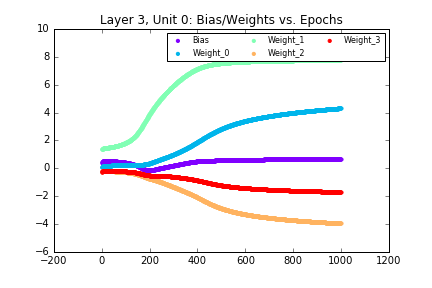 Layer 3, Unit 0: Bias/Weights vs. Epochs
Bias Weight_1 Weight_3
Weight_0 Weight_2
10
8
6
4
2
0
−2
−4
−6
−200 0 200 400 600 800 1000 1200